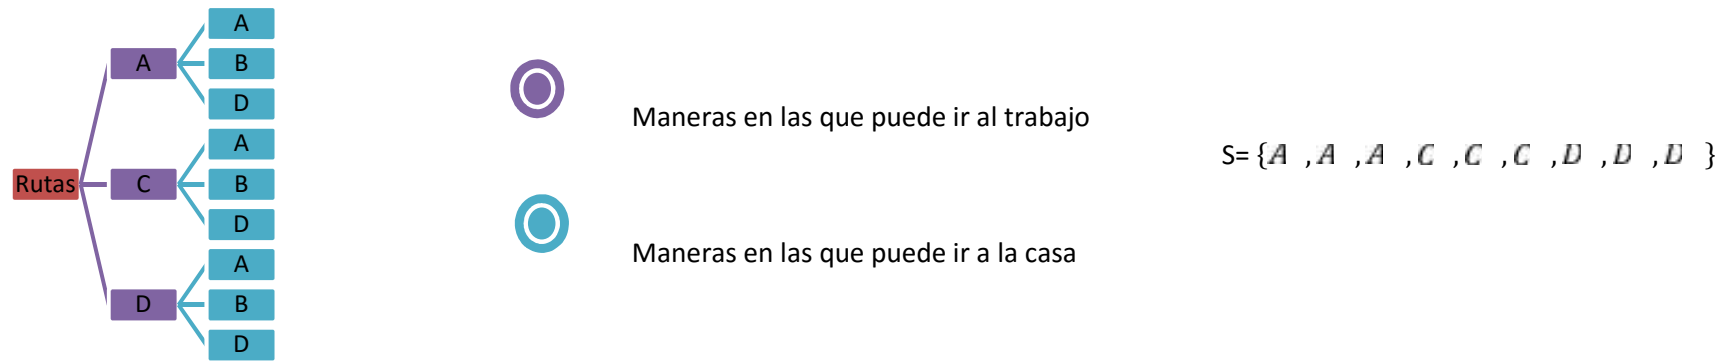 A
A
B
D
A
Rutas
C
B
D
A
D
B
D
Maneras en las que puede ir al trabajo
Maneras en las que puede ir a la casa
S= {A , A , A , C , C , C , D , D , D }